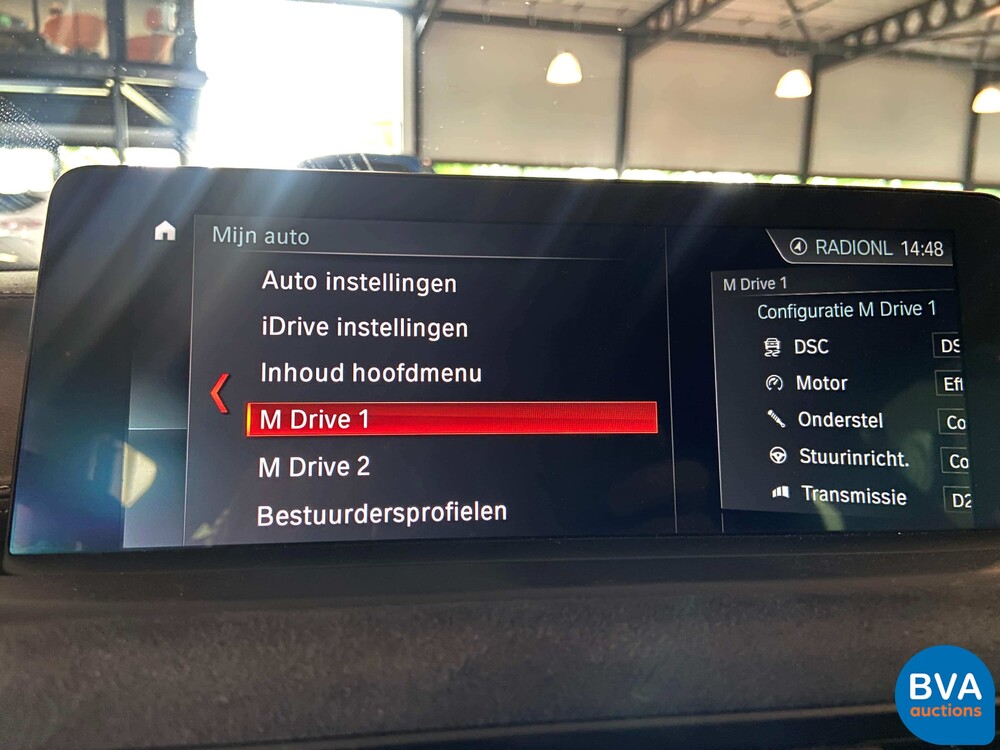 Mijn auto
RADIONL 14:48
Auto instellingen
iDrive instellingen
Inhoud hoofdmenu
M Drive 1
M Drive 2
Bestuurdersprofielen
M Drive 1
Configuratie M Drive 1
DSC
Motor
Onderstel
Stuurinricht.
Transmissie
BVA
auctions